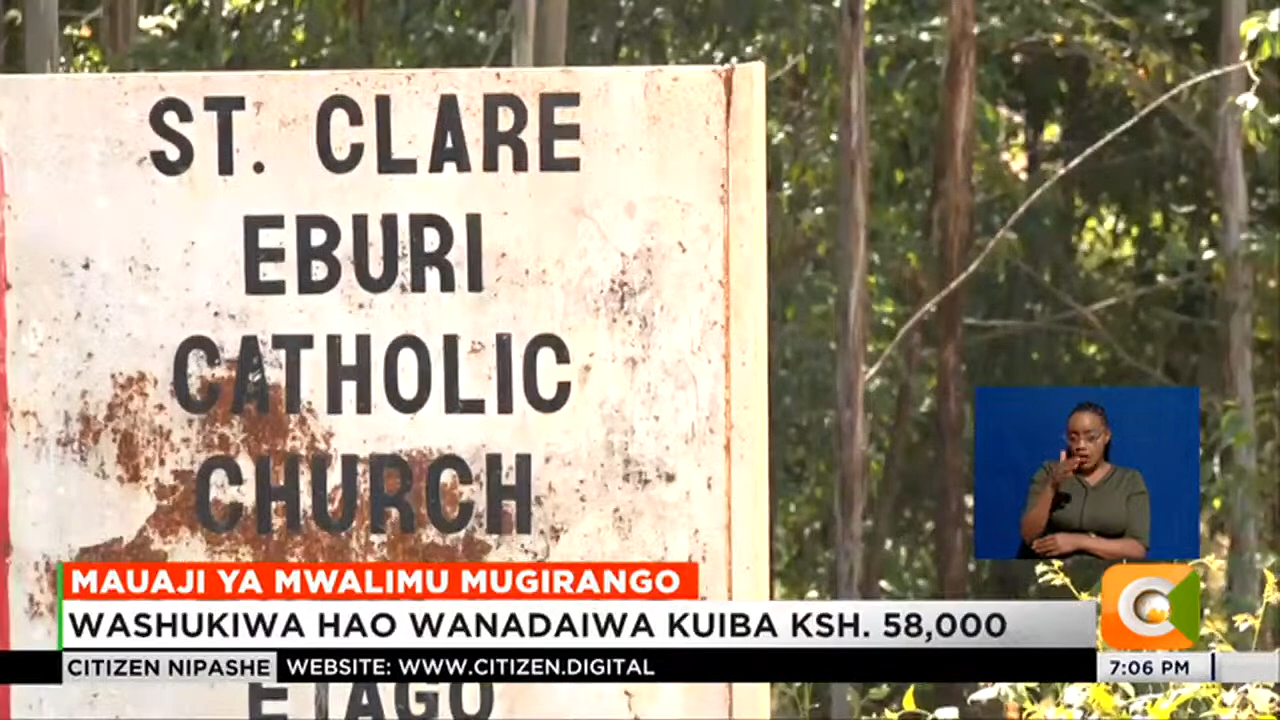 ST. CLARE
EBURI
CATHOLIC
CHURCH
MAUAJI YA MWALIMU MUGIRANGO
WASHUKIWA HAO WANADAIWA KUIBA KSH. 58,000
CITIZEN NIPASHE WEBSITE: WWW.CITIZEN.DIGITAL
7:06 PM
ETAGO